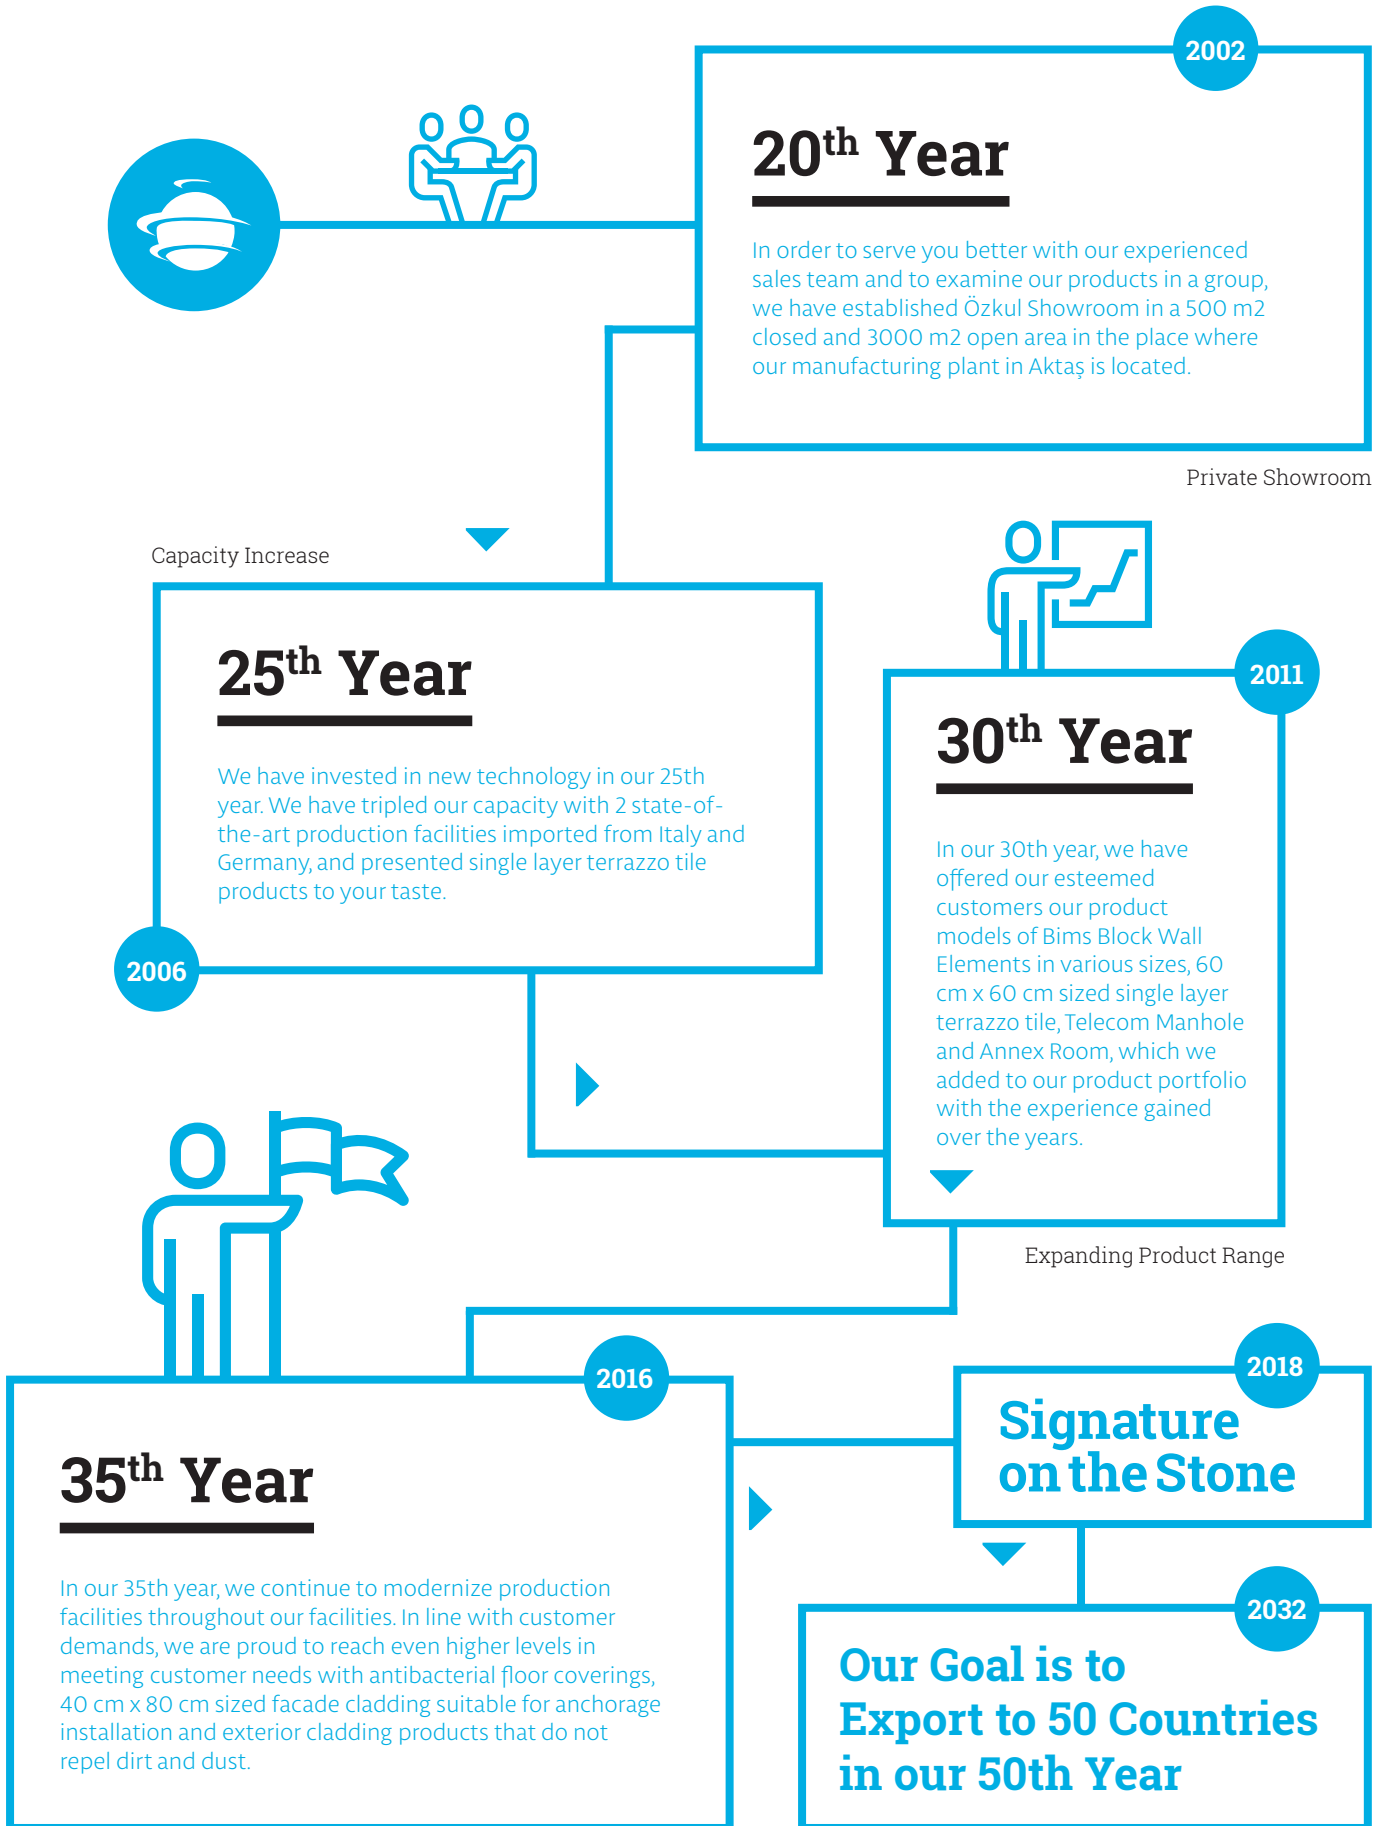 2002
20th Year
In order to serve you better with our experienced
sales team and to examine our products in a group,
we have established Özkul Showroom in a 500 m2
closed and 3000 m2 open area in the place where
our manufacturing plant in Aktaş is located.
Private Showroom
Capacity Increase
25th Year
We have invested in new technology in our 25th
year. We have tripled our capacity with 2 state-of-
the-art production facilities imported from Italy and
Germany, and presented single layer terrazzo tile
products to your taste.
2006
2011
30th Year
In our 30th year, we have
offered our esteemed
customers our product
models of Bims Block Wall
Elements in various sizes, 60
cm x 60 cm sized single layer
terrazzo tile, Telecom Manhole
and Annex Room, which we
added to our product portfolio
with the experience gained
over the years.
Expanding Product Range
2016
35th Year
In our 35th year, we continue to modernize production
facilities throughout our facilities. In line with customer
demands, we are proud to reach even higher levels in
meeting customer needs with antibacterial floor coverings,
40 cm x 80 cm sized facade cladding suitable for anchorage
installation and exterior cladding products that do not
repel dirt and dust.
2018
Signature
on the Stone
2032
Our Goal is to
Export to 50 Countries
in our 50th Year